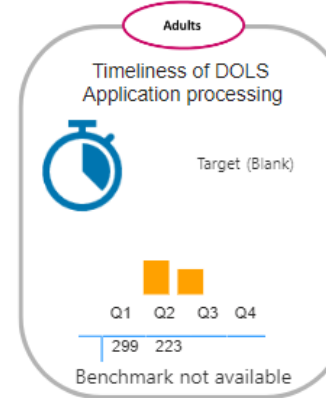 Adults
Timeliness of DOLS
Application processing
Target (Blank)
Q1 Q2 Q3 Q4
299 223
Benchmark not available